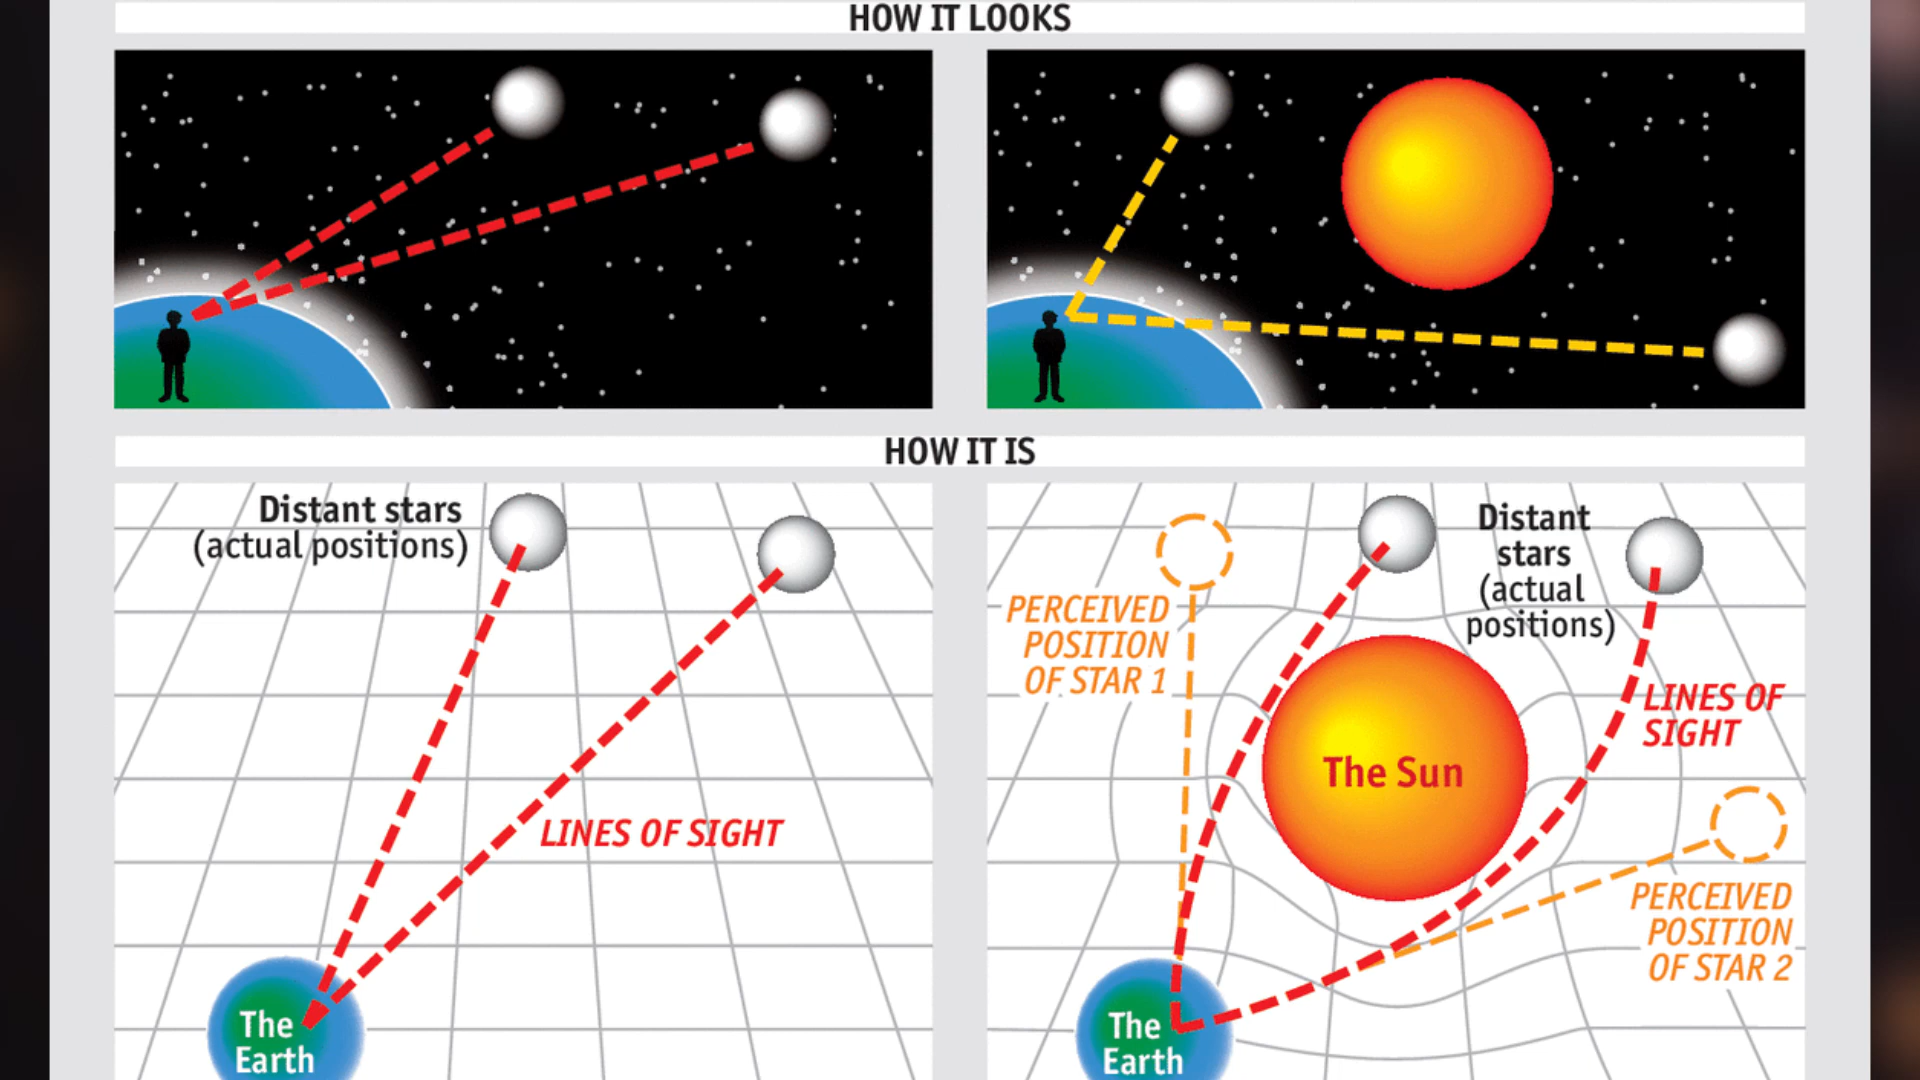 HOW IT LOOKS
HOW IT IS
Distant stars
(actual positions)
LINES OF SIGHT
The
Earth
Distant
stars
(actual
positions)
PERCEIVED
POSITION
OF STAR 1
LINES OF
SIGHT
The Sun
PERCEIVED
POSITION
OF STAR 2
The
Earth